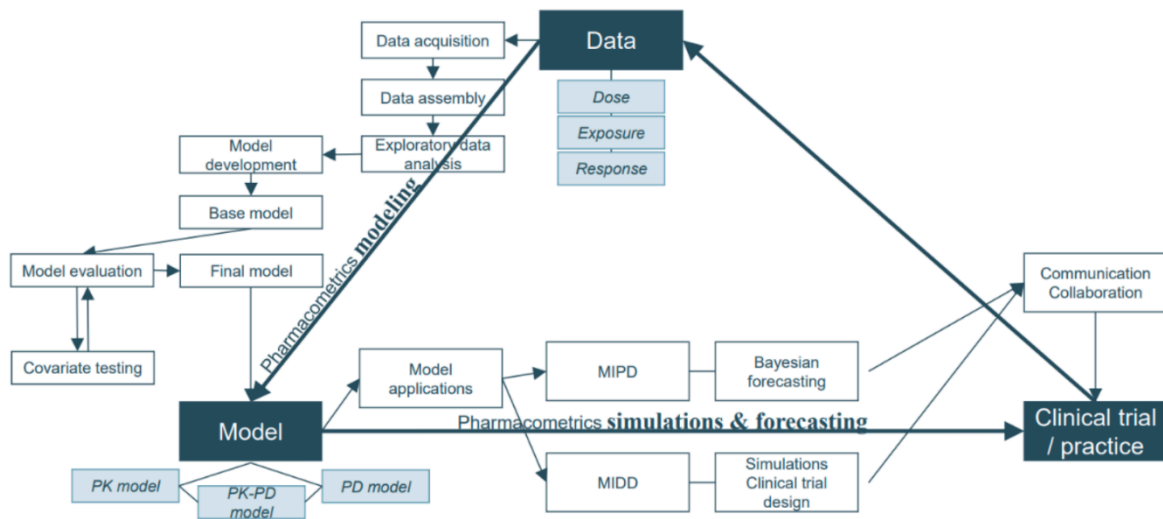 Data acquisition
Data
Data assembly
Dose
Exploratory data
analysis
Exposure
Model
development
Response
Base model
Pharmacometrics modeling
Model evaluation
Final model
Communication
Collaboration
Covariate testing
Model
applications
MIPD
Bayesian
forecasting
Model
Pharmacometrics simulations & forecasting
Clinical trial
/ practice
MIDD
Simulations
Clinical trial
design
PK model
PK-PD
model
PD model